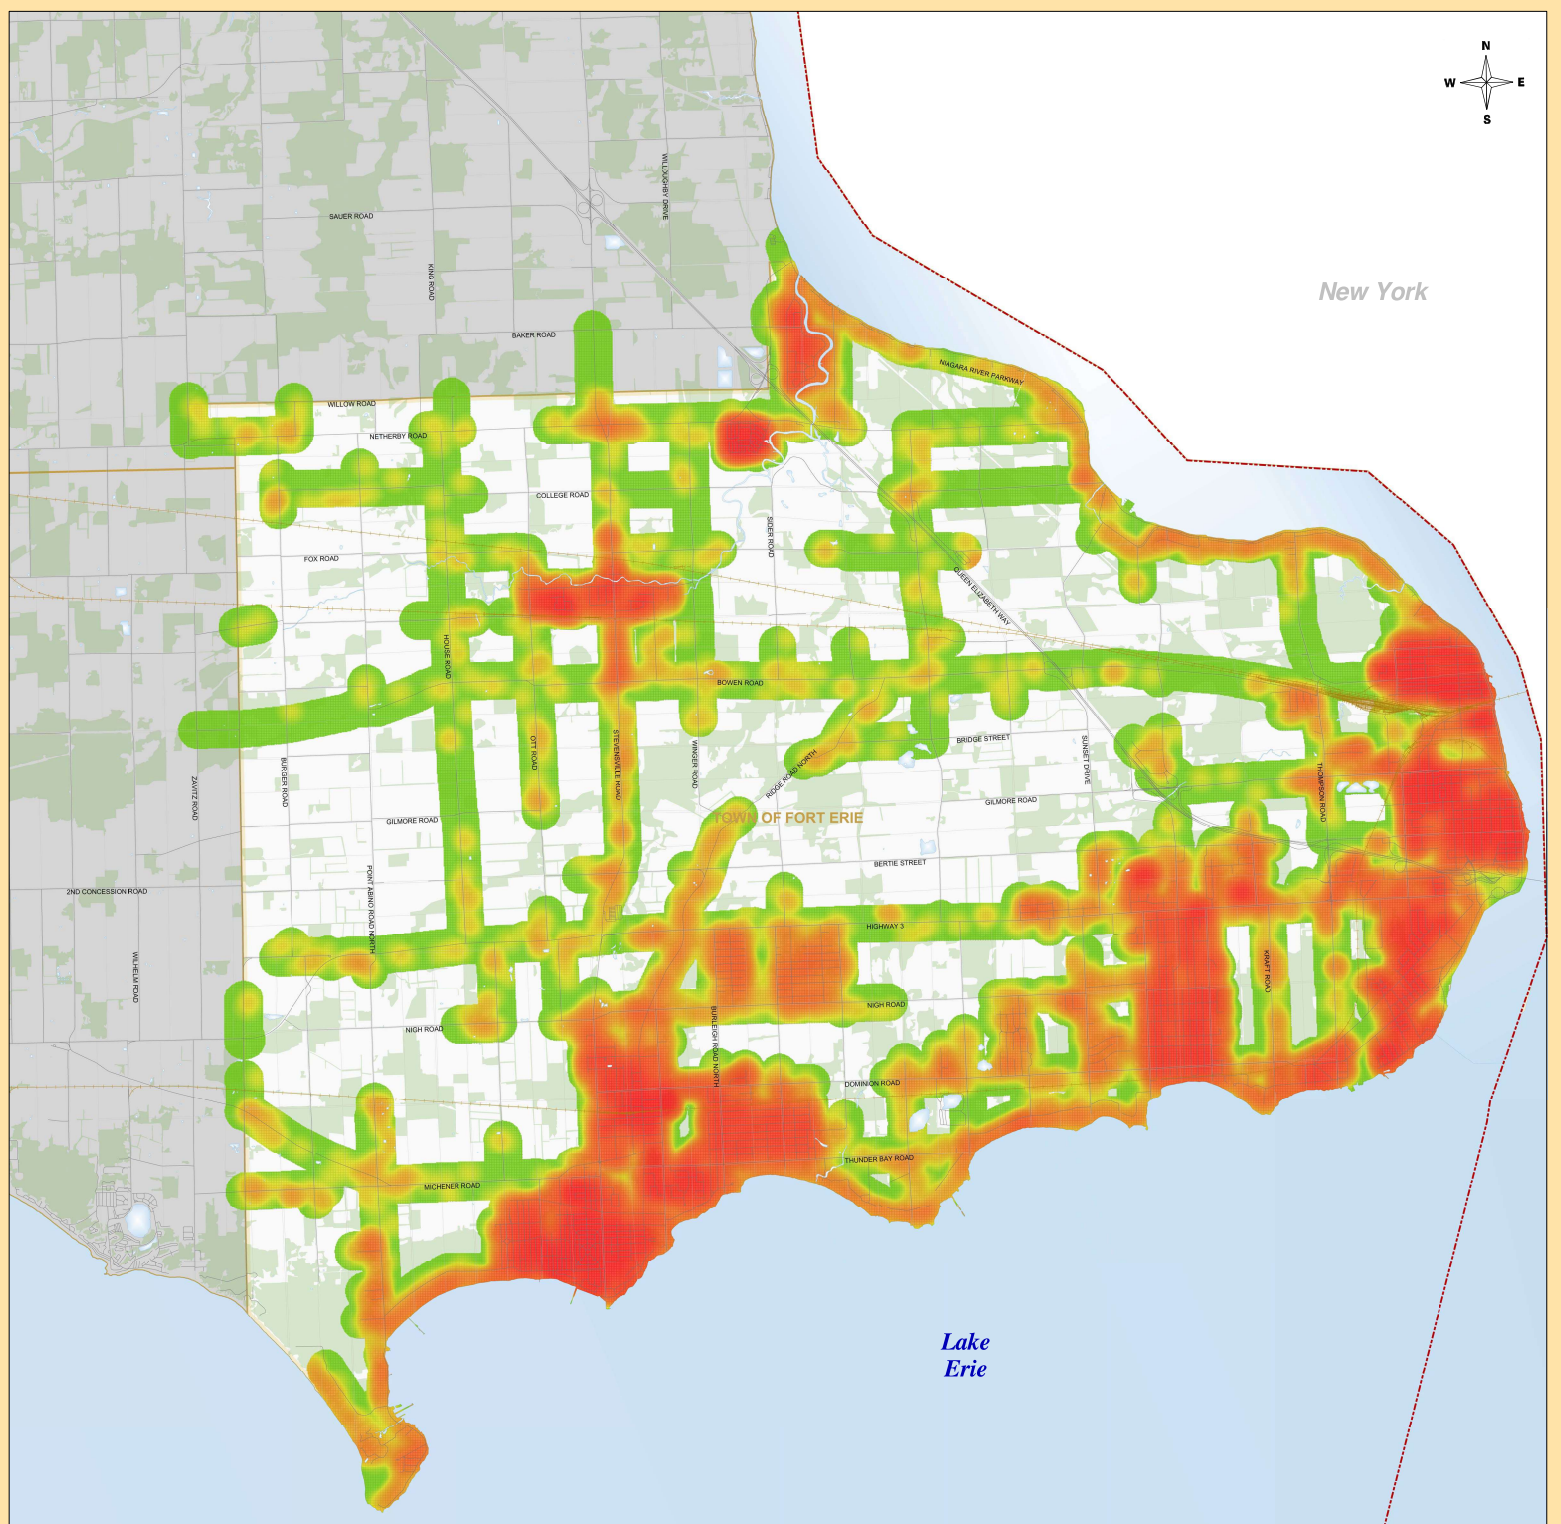 N
W E
S
WILLOUGHBY DRIVE
SAUER ROAD
KING ROAD
New York
BAKER ROAD
NIAGARA RIVER PARKWAY
WILLOW ROAD
NETHERBY ROAD
COLLEGE ROAD
SIDER ROAD
FOX ROAD
QUEEN ELIZABETH WAY
HOUSE ROAD
BOWEN ROAD
OTT ROAD
STEVENSVILLE ROAD
WINGER ROAD
BRIDGE STREET
SUNSET DRIVE
BURGER ROAD
ZAVITZ ROAD
RIDGE ROAD NORTH
THOMPSON ROAD
GILMORE ROAD
TOWN OF FORT ERIE
GILMORE ROAD
BERTIE STREET
2ND CONCESSION ROAD
POINT ABINO ROAD NORTH
HIGHWAY 3
WILHELM ROAD
KRAFT ROAD
NIGH ROAD
NIGH ROAD
BURLEIGH ROAD NORTH
DOMINION ROAD
THUNDER BAY ROAD
MICHENER ROAD
Lake
Erie